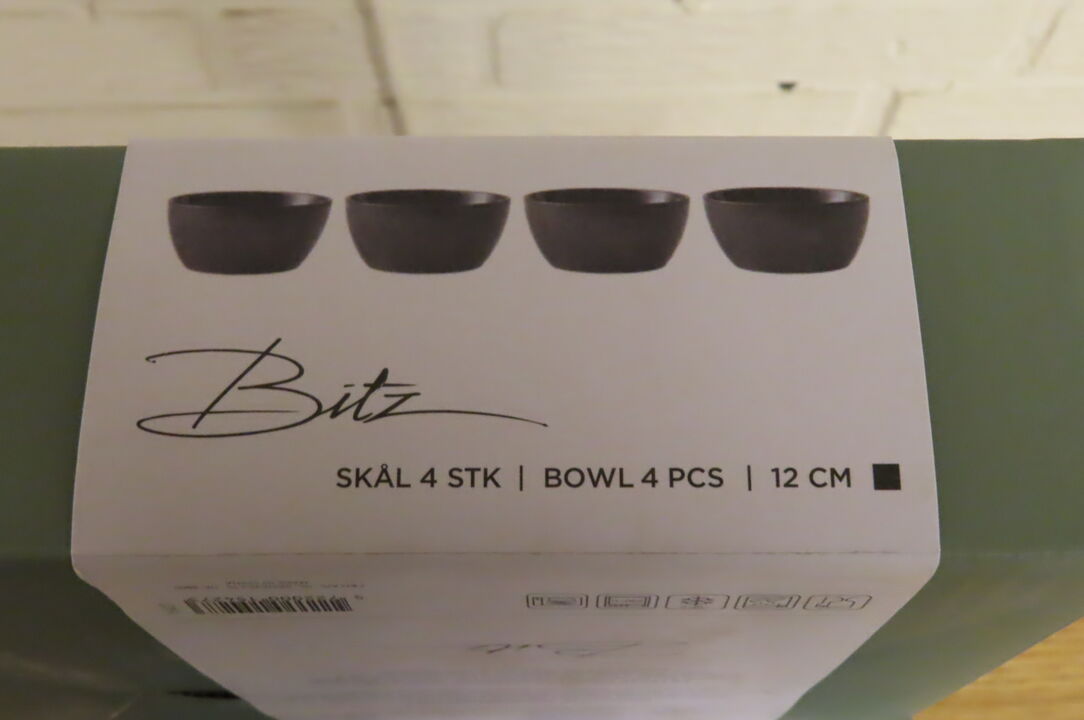 Bitz
SKÅL 4 STK | BOWL 4 PCS | 12 CM